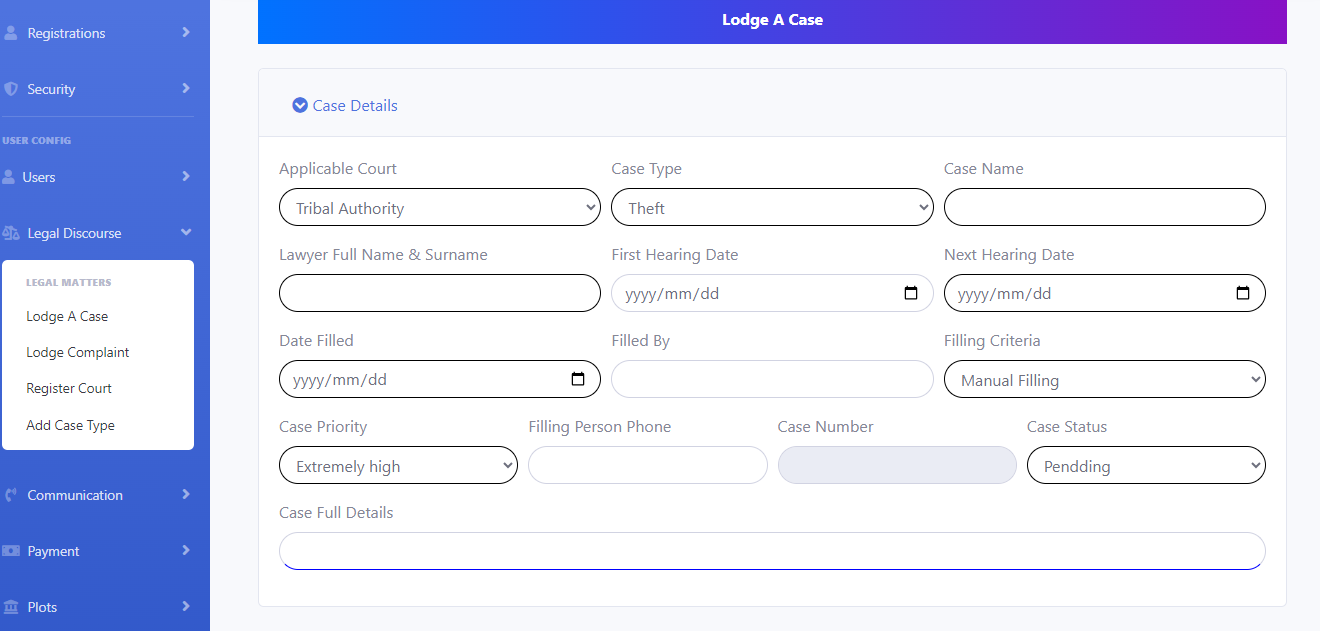 Registrations
Security
USER CONFIG
Users
Legal Discourse
LEGAL MATTERS
Lodge A Case
Lodge Complaint
Register Court
Add Case Type
Communication
Payment
Plots
Lodge A Case
Case Details
Applicable Court Case Type Case Name
Tribal Authority Theft
Lawyer Full Name & Surname First Hearing Date Next Hearing Date
yyyy/mm/dd yyyy/mm/dd
Date Filled Filled By Filling Criteria
yyyy/mm/dd Manual Filling
Case Priority Filling Person Phone Case Number Case Status
Extremely high Pendding
Case Full Details